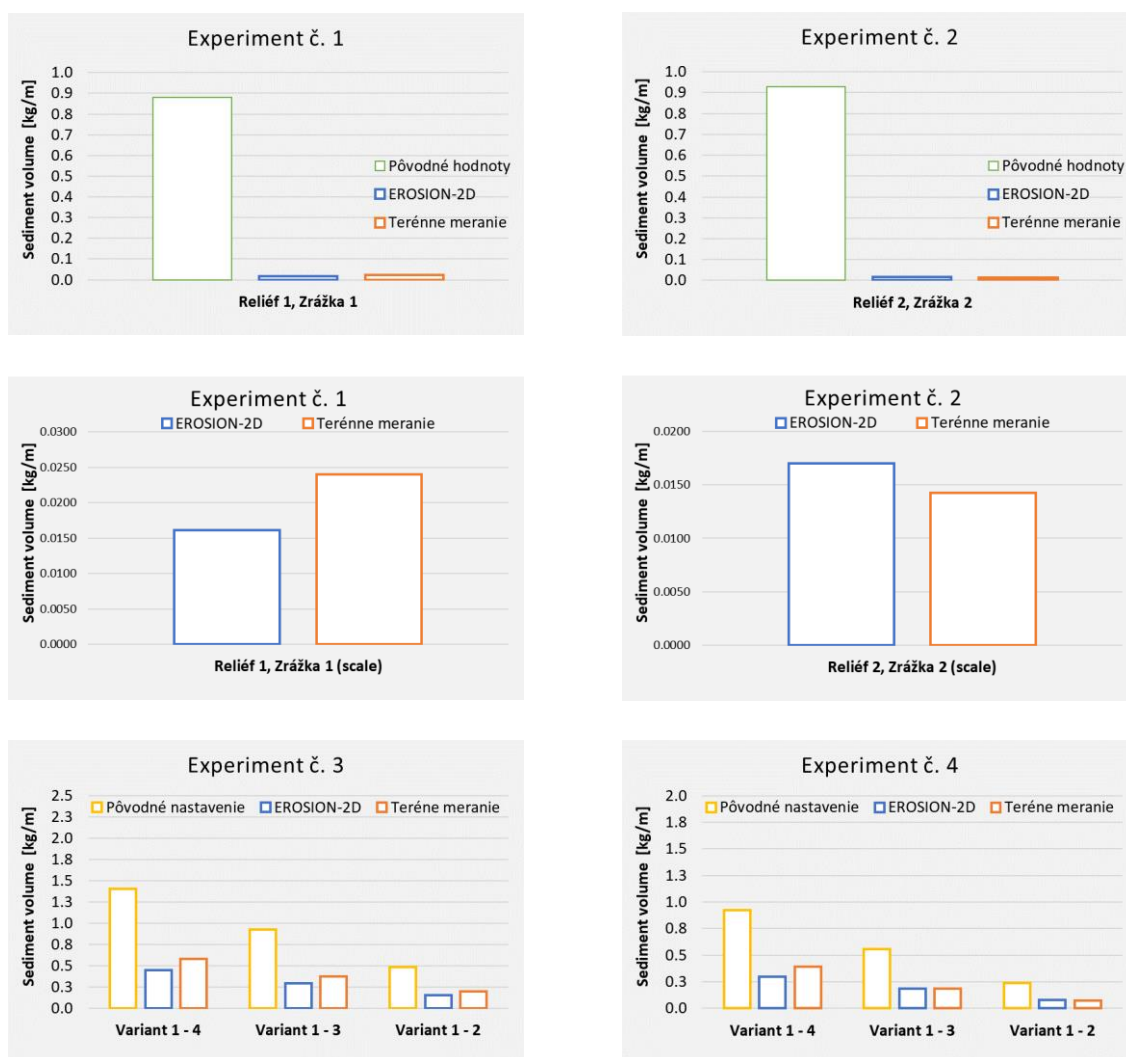 Experiment č. 1
Sediment volume [kg/m]
1.0
0.9
0.8
0.7
0.6
0.5
0.4
0.3
0.2
0.1
0.0
Pôvodné hodnoty
EROSION-2D
Terénne meranie
Reliéf 1, Zrážka 1
Experiment č. 2
Sediment volume [kg/m]
1.0
0.9
0.8
0.7
0.6
0.5
0.4
0.3
0.2
0.1
0.0
Pôvodné hodnoty
EROSION-2D
Terénne meranie
Reliéf 2, Zrážka 2
Experiment č. 1
EROSION-2D Terénne meranie
Sediment volume [kg/m]
0.0300
0.0250
0.0200
0.0150
0.0100
0.0050
0.0000
Reliéf 1, Zrážka 1 (scale)
Experiment č. 2
EROSION-2D Terénne meranie
Sediment volume [kg/m]
0.0200
0.0150
0.0100
0.0050
0.0000
Reliéf 2, Zrážka 2 (scale)
Experiment č. 3
Pôvodné nastavenie EROSION-2D Teréne meranie
Sediment volume [kg/m]
2.5
2.3
2.0
1.8
1.5
1.3
1.0
0.8
0.5
0.3
0.0
Variant 1 - 4 Variant 1 - 3 Variant 1 - 2
Experiment č. 4
Pôvodné nastavenie EROSION-2D Teréne meranie
Sediment volume [kg/m]
2.0
1.8
1.5
1.3
1.0
0.8
0.5
0.3
0.0
Variant 1 - 4 Variant 1 - 3 Variant 1 - 2